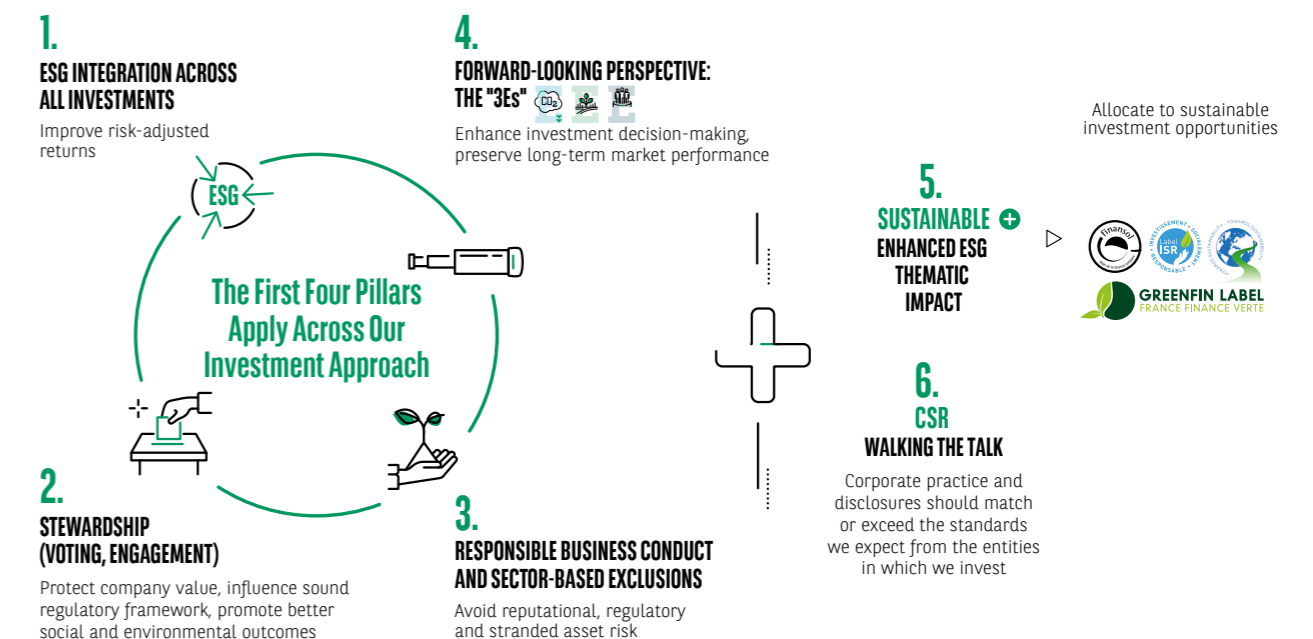 1.
ESG INTEGRATION ACROSS
ALL INVESTMENTS
Improve risk-adjusted
returns
ESG
4.
FORWARD-LOOKING PERSPECTIVE:
THE "3Es"
CO2
Enhance investment decision-making,
preserve long-term market performance
The First Four Pillars
Apply Across Our
Investment Approach
2.
STEWARDSHIP
(VOTING, ENGAGEMENT)
Protect company value, influence sound
regulatory framework, promote better
social and environmental outcomes
3.
RESPONSIBLE BUSINESS CONDUCT
AND SECTOR-BASED EXCLUSIONS
Avoid reputational, regulatory
and stranded asset risk
5.
SUSTAINABLE +
ENHANCED ESG
THEMATIC
IMPACT
Allocate to sustainable
investment opportunities
finansol
INVESTISSEMENT SOCIALEMENT RESPONSABLE
Label
ISR
TOWARDS SUSTAINABILITY
GREENFIN LABEL
FRANCE FINANCE VERTE
6.
CSR
WALKING THE TALK
Corporate practice and
disclosures should match
or exceed the standards
we expect from the entities
in which we invest